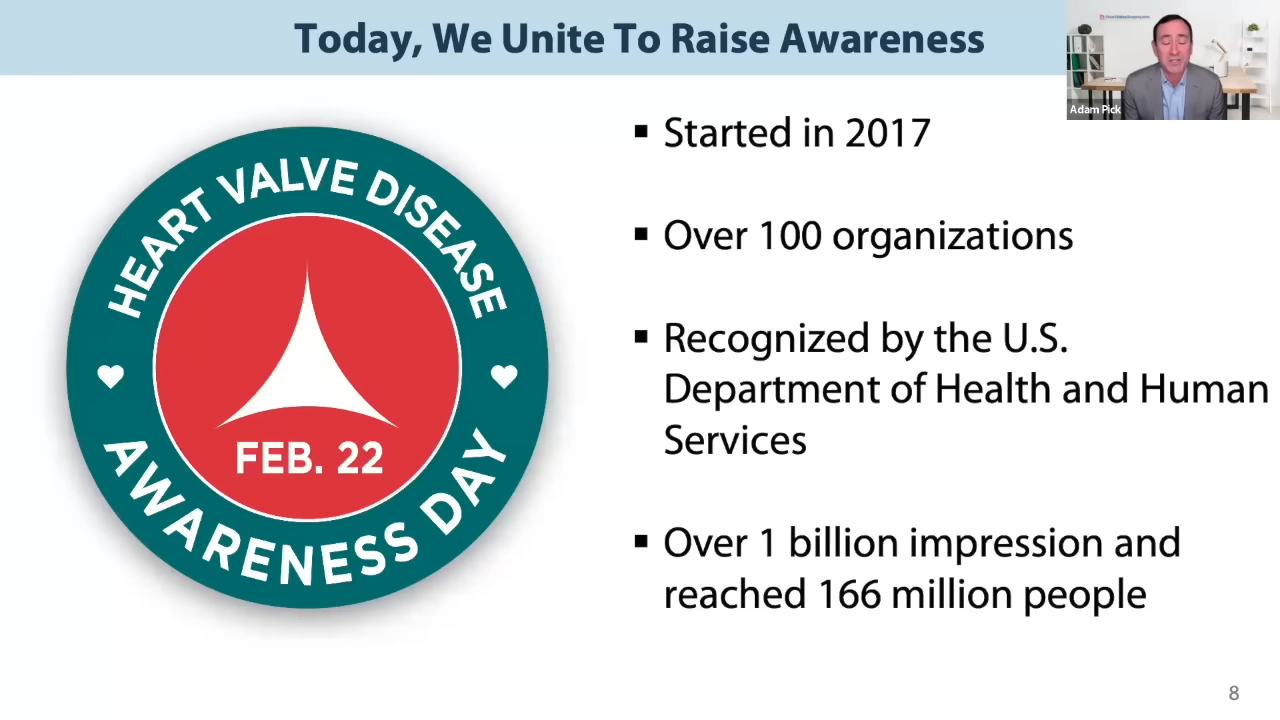 Today, We Unite To Raise Awareness
Adam Pick
HEART VALVE DISEASE
FEB. 22
AWARENESS DAY
▪ Started in 2017
▪ Over 100 organizations
▪ Recognized by the U.S.
Department of Health and Human
Services
▪ Over 1 billion impression and
reached 166 million people
8